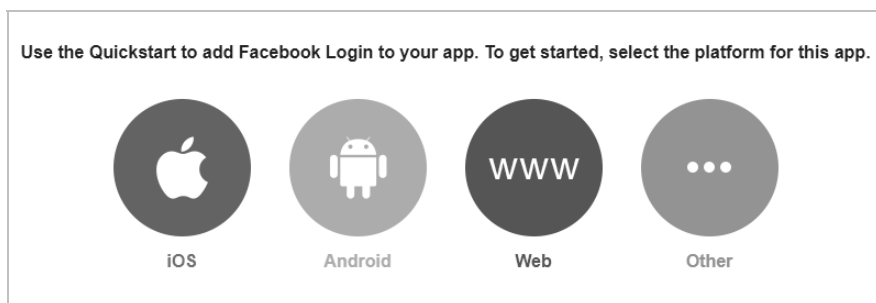 Use the Quickstart to add Facebook Login to your app. To get started, select the platform for this app.
www
iOS
Android
Web
Other